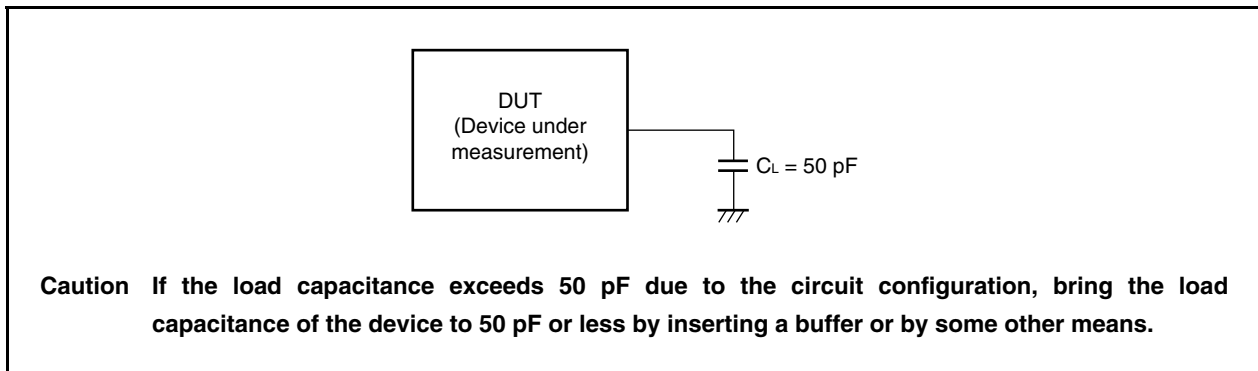 DUT
(Device under
measurement)
CL = 50 pF
Caution If the load capacitance exceeds 50 pF due to the circuit configuration, bring the load
capacitance of the device to 50 pF or less by inserting a buffer or by some other means.